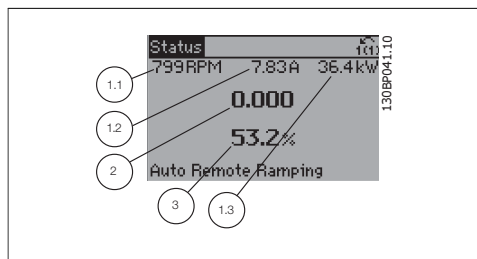 Status
1(1)
799RPM 7.83A 36.4kW
0.000
53.2%
Auto Remote Ramping
1.1
1.2
2
3
1.3
130BP041.10